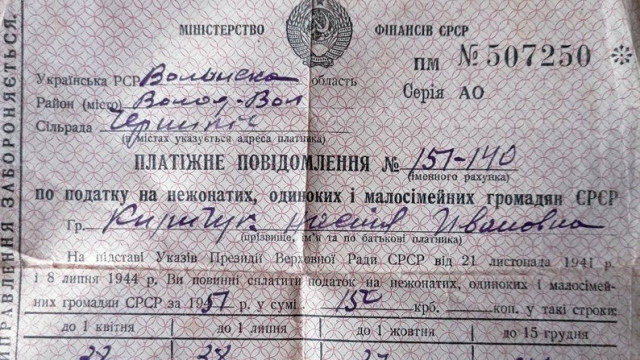 МІНІСТЕРСТВО ФІНАНСІВ СРСР
ПМ № 507250 *
Серія АО
Українська РСР Волинска область
Район (місто) Волод-Вол
Сільрада
(в містах указується адреса платника)
ПЛАТІЖНЕ ПОВІДОМЛЕННЯ № 151-140
(іменного рахунка)
по податку на нежонатих, одиноких і малосімейних громадян СРСР
Гр. Ивановна
(прізвище, ім'я та по батькові платника)
На підставі Указів Президії Верховної Ради СРСР від 21 листопада 1941 р.
і 8 липня 1944 р. Ви повинні сплатити податок на нежонатих, одиноких і малосімей-
них громадян СРСР за 1951 р. у сумі 150 крб. коп. у такі строки:
до 1 квітня до 1 липня до 1 жовтня до 15 грудня
ВИПРАВЛЕННЯ ЗАБОРОНЯЄТЬСЯ.